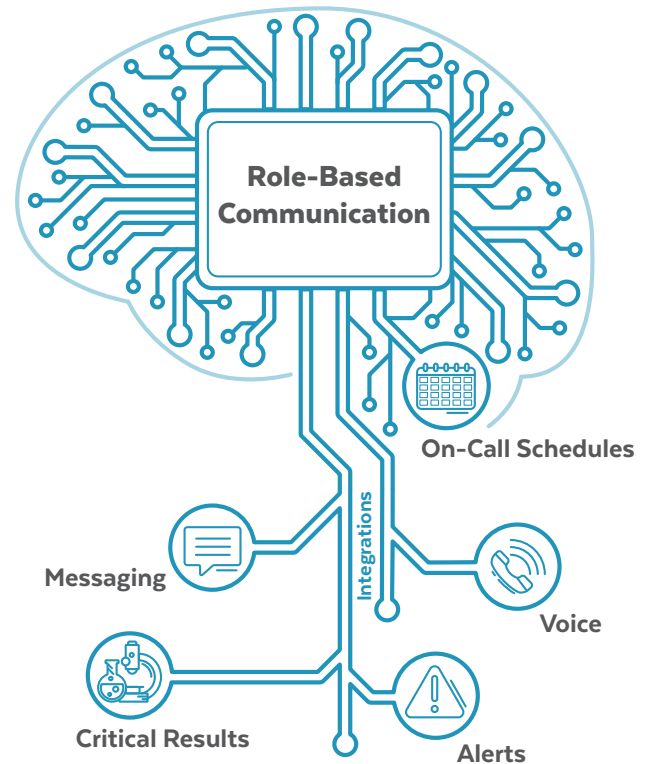 Role-Based
Communication
On-Call Schedules
Integrations
Messaging
Voice
Critical Results
Alerts